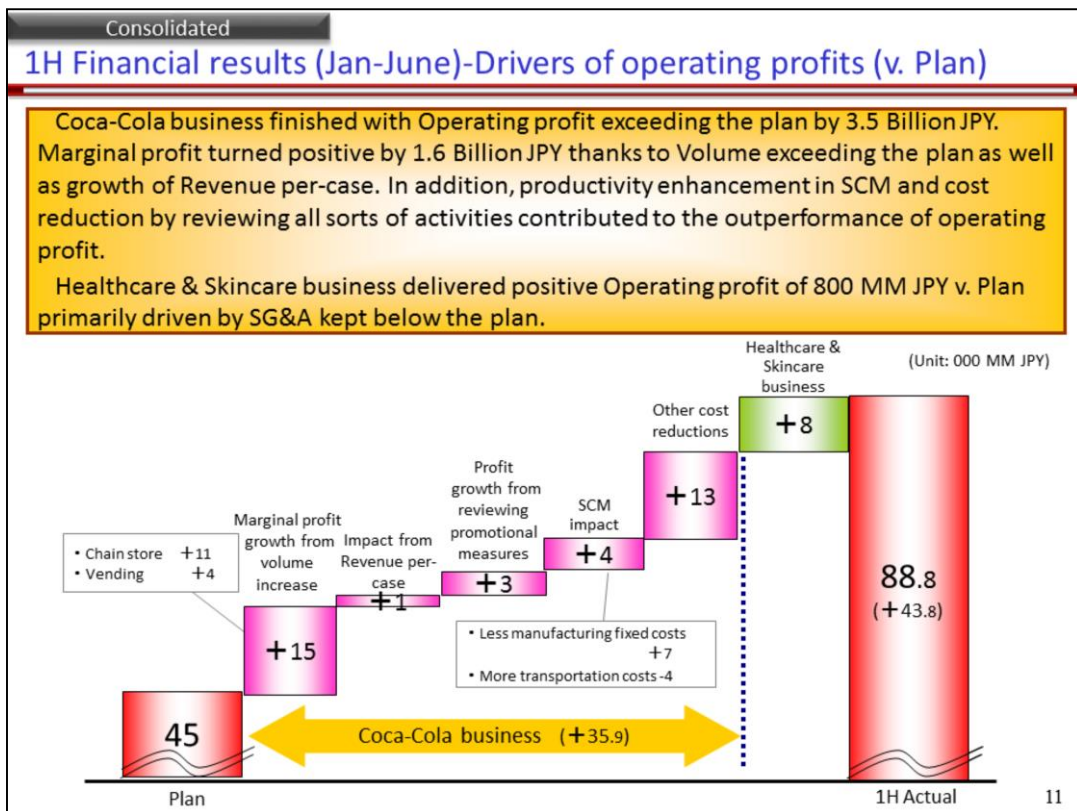 Consolidated
1H Financial results (Jan-June)-Drivers of operating profits (v. Plan)
Coca-Cola business finished with Operating profit exceeding the plan by 3.5 Billion JPY.
Marginal profit turned positive by 1.6 Billion JPY thanks to Volume exceeding the plan as well
as growth of Revenue per-case. In addition, productivity enhancement in SCM and cost
reduction by reviewing all sorts of activities contributed to the outperformance of operating
profit.
Healthcare & Skincare business delivered positive Operating profit of 800 MM JPY v. Plan
primarily driven by SG&A kept below the plan.
(Unit: 000 MM JPY)
45
Plan
• Chain store +11
• Vending +4
Marginal profit
growth from
volume
increase
+15
Impact from
Revenue per-
case
+1
Profit
growth from
reviewing
promotional
measures
+3
SCM
impact
+4
• Less manufacturing fixed costs
+7
• More transportation costs -4
Other cost
reductions
+13
Healthcare &
Skincare
business
+8
88.8
(+43.8)
1H Actual
Coca-Cola business (+35.9)
11